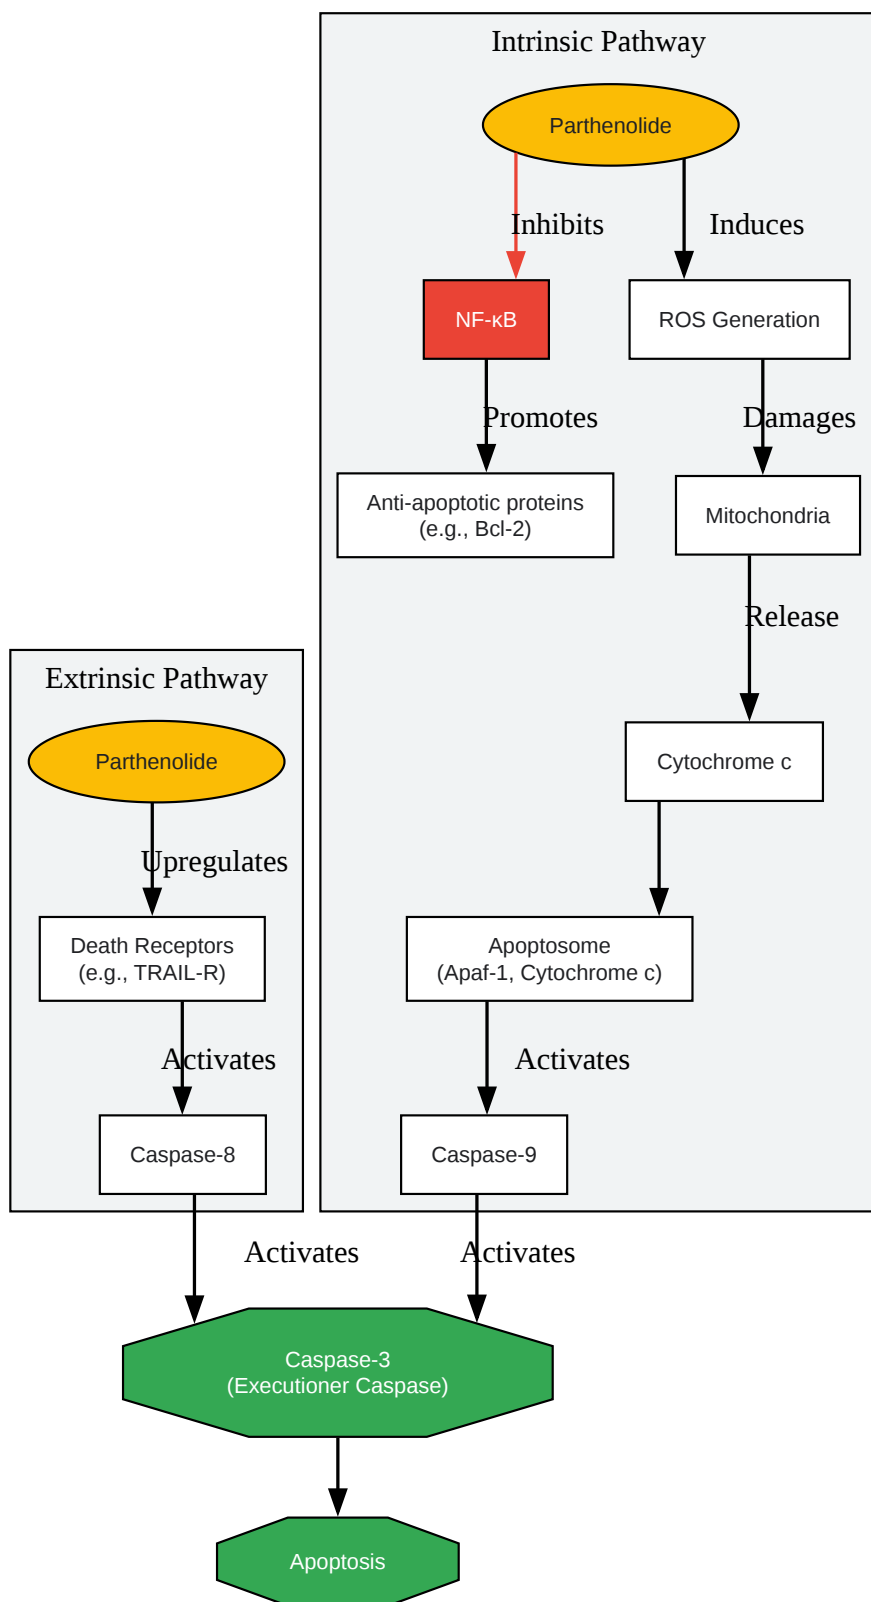 Intrinsic Pathway
Parthenolide
Inhibits
Induces
NF-κB
ROS Generation
Promotes
Damages
Anti-apoptotic proteins
(e.g., Bcl-2)
Mitochondria
Release
Extrinsic Pathway
Cytochrome c
Parthenolide
Upregulates
Death Receptors
(e.g., TRAIL-R)
Apoptosome
(Apaf-1, Cytochrome c)
Activates
Activates
Caspase-8
Caspase-9
Activates
Activates
Caspase-3
(Executioner Caspase)
Apoptosis